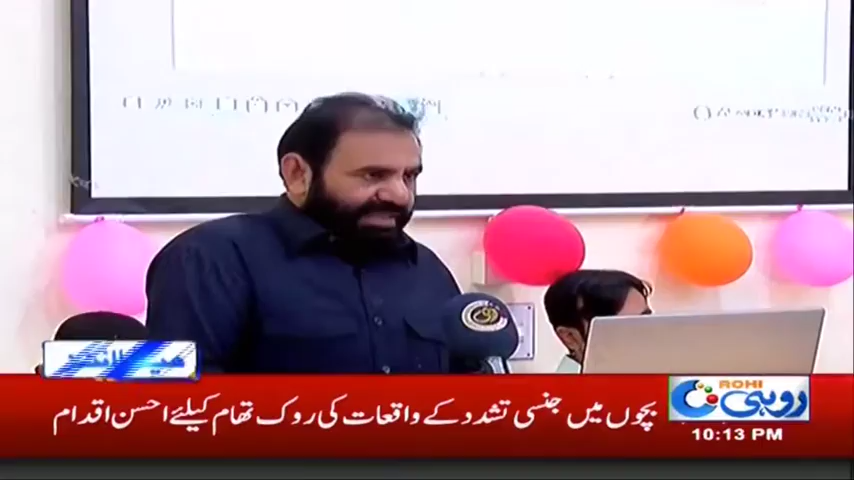 ROHI
روہی
10:13 PM
بچوں میں جنسی تشدد کے واقعات کی روک تھام کیلئے احسن اقدام